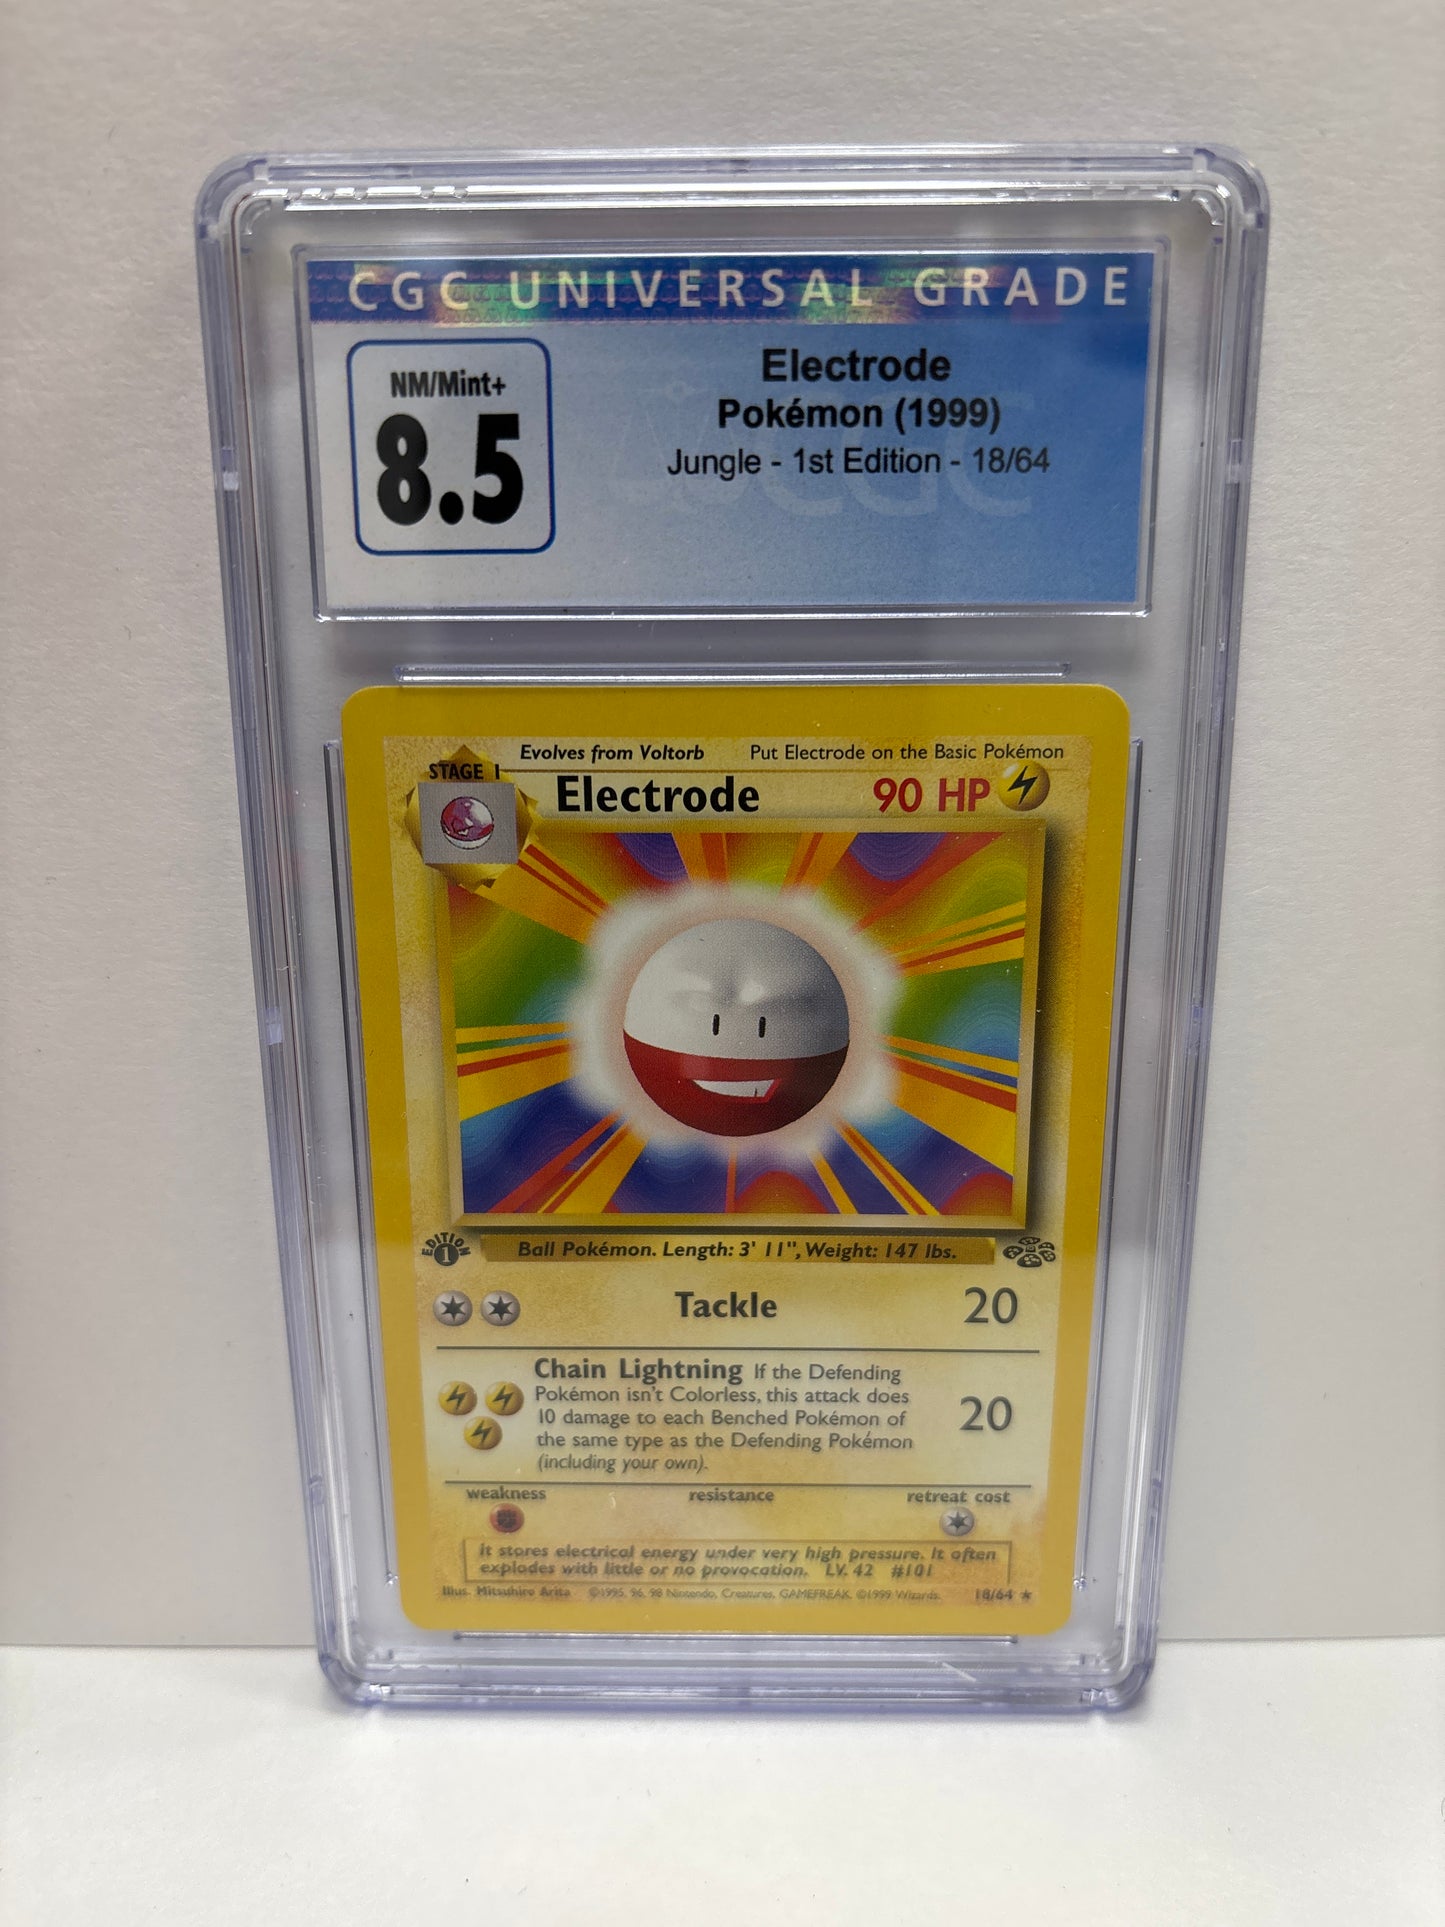 CGC UNIVERSAL GRADE
NM/Mint+
8.5
Electrode
Pokémon (1999)
Jungle - 1st Edition - 18/64
CGC
Evolves from Voltorb Put Electrode on the Basic Pokémon
STAGE 1
Electrode 90 HP
EDITION
1
Ball Pokémon. Length: 3' 11", Weight: 147 lbs.
Tackle 20
Chain Lightning If the Defending
Pokémon isn't Colorless, this attack does
10 damage to each Benched Pokémon of
the same type as the Defending Pokémon
(including your own).
20
weakness resistance retreat cost
It stores electrical energy under very high pressure. It often
explodes with little or no provocation. LV. 42 #101
Illus. Mitsuhiro Arita ©1995, 96, 98 Nintendo, Creatures, GAMEFREAK. ©1999 Wizards. 18/64 ★